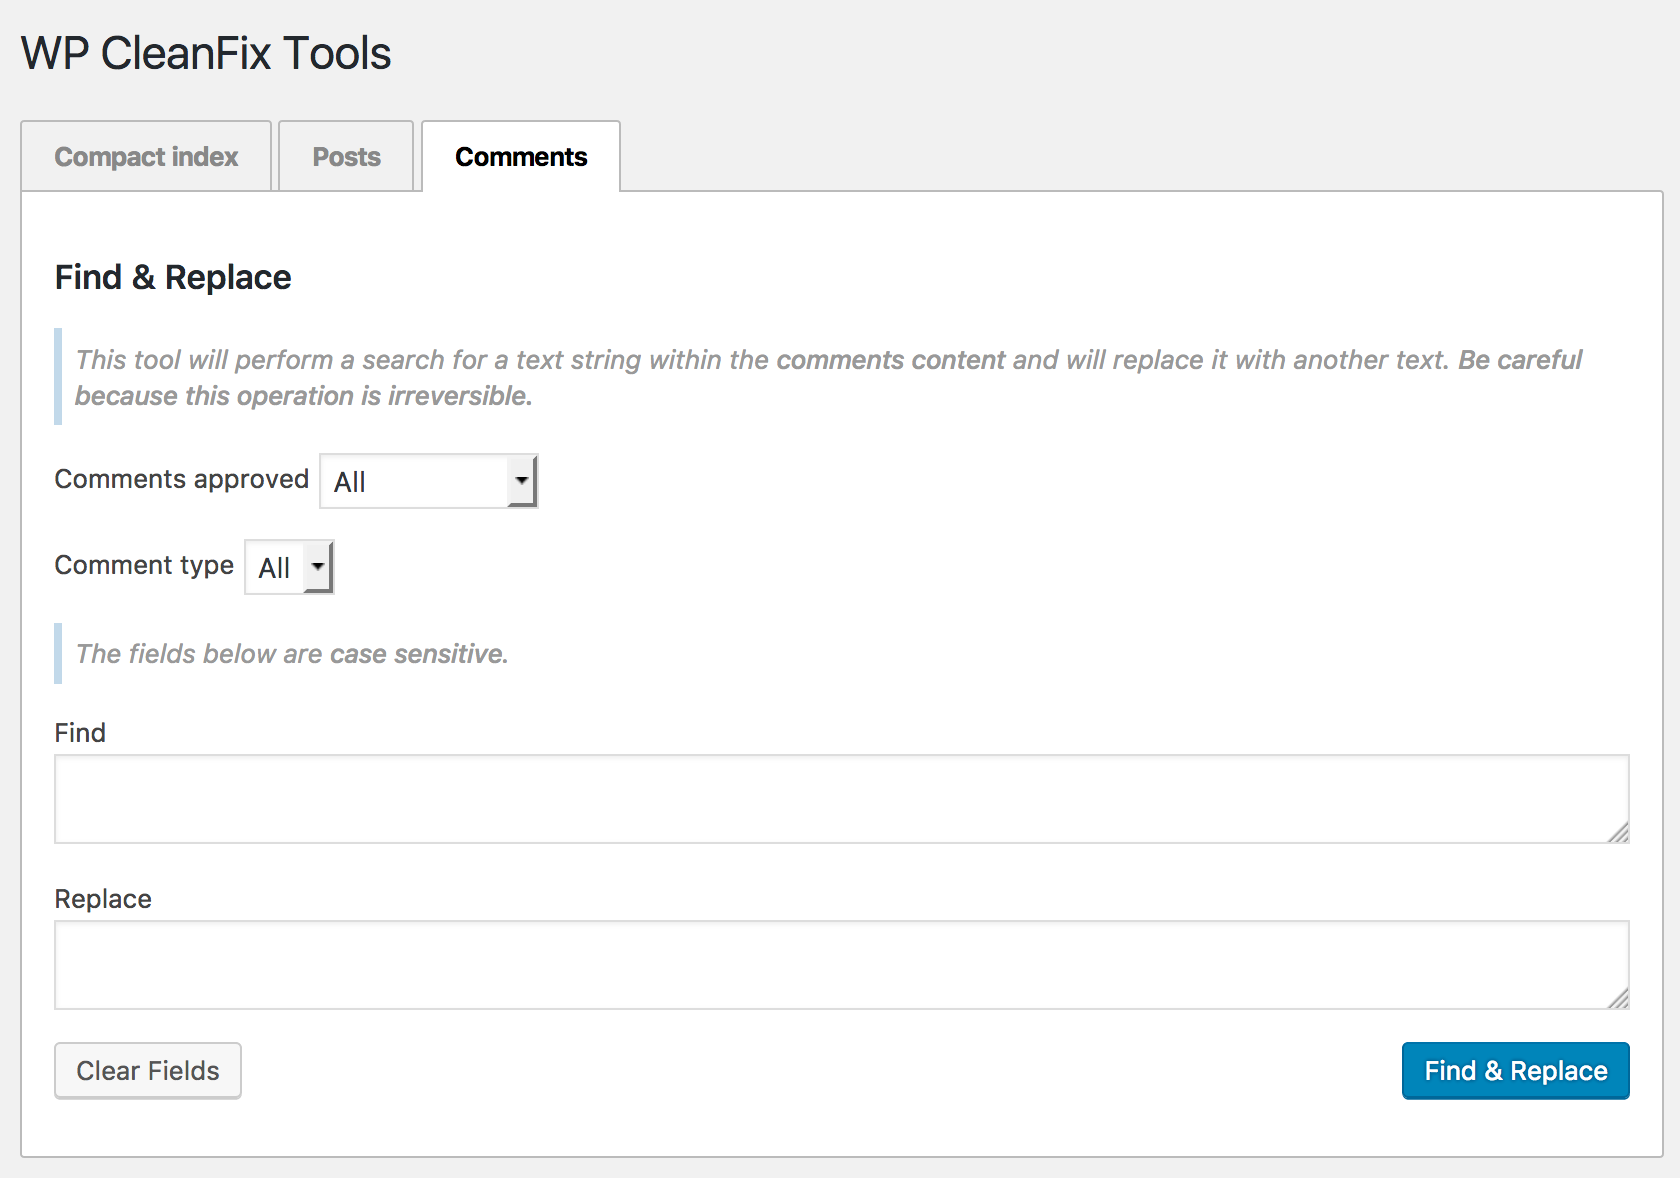 WP CleanFix Tools
Compact index
Posts
Comments
Find & Replace
This tool will perform a search for a text string within the comments content and will replace it with another text. Be careful
because this operation is irreversible.
Comments approved All
Comment type All
The fields below are case sensitive.
Find
Replace
Clear Fields
Find & Replace